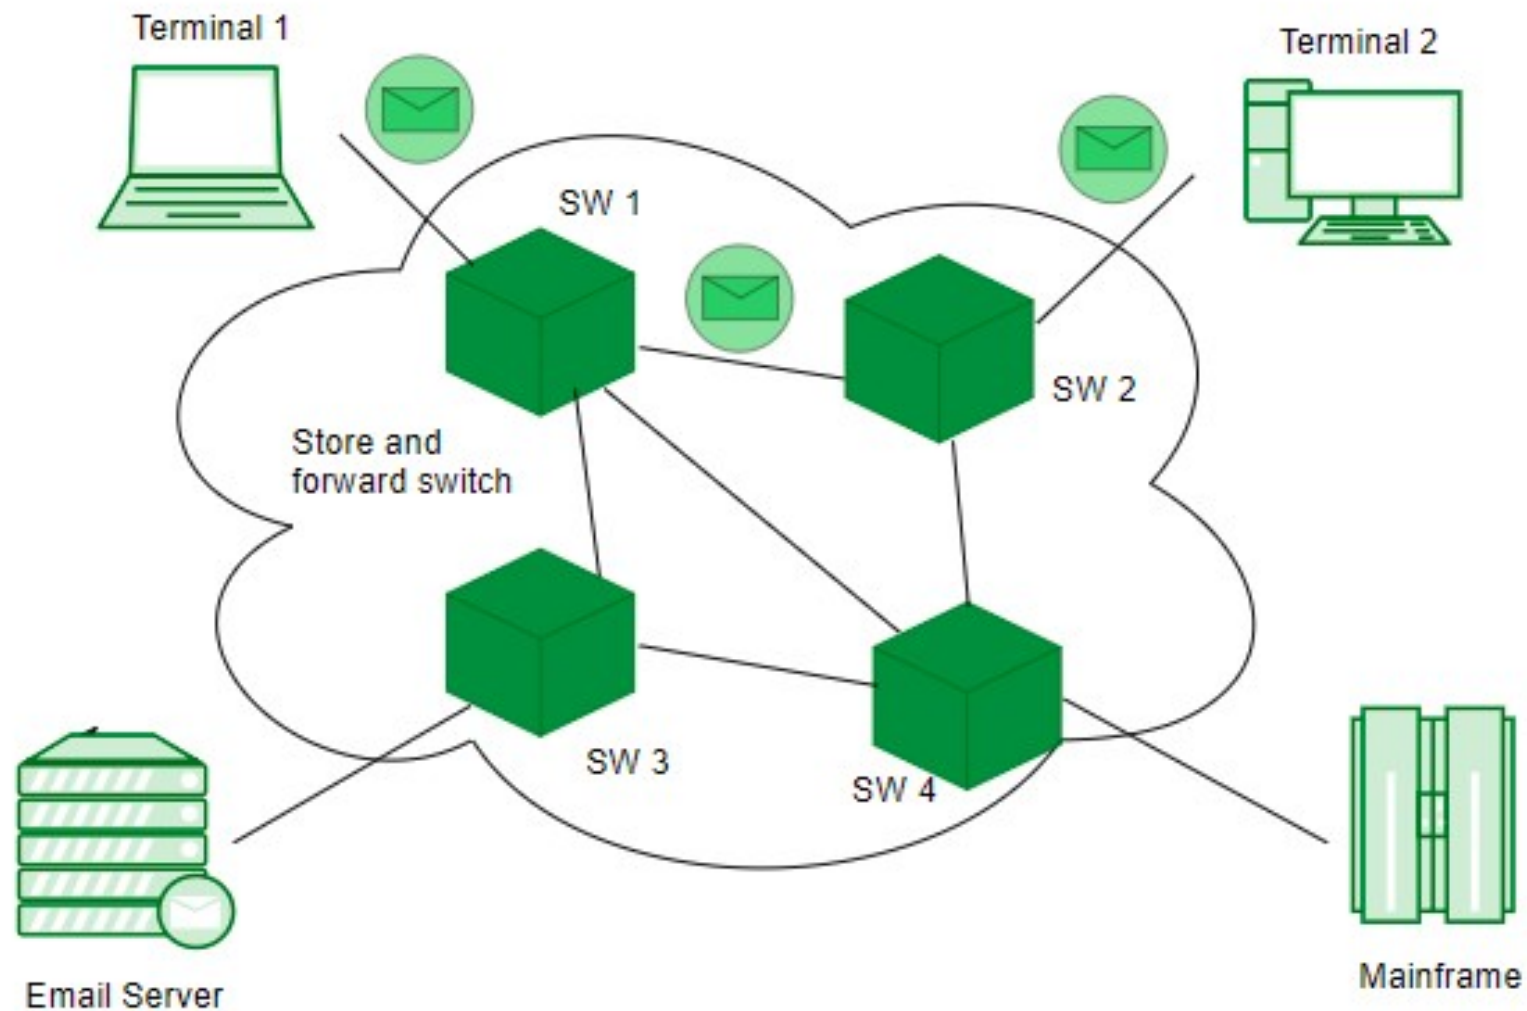 Terminal 1
Terminal 2
SW 1
SW 2
Store and
forward switch
SW 3
SW 4
Email Server
Mainframe